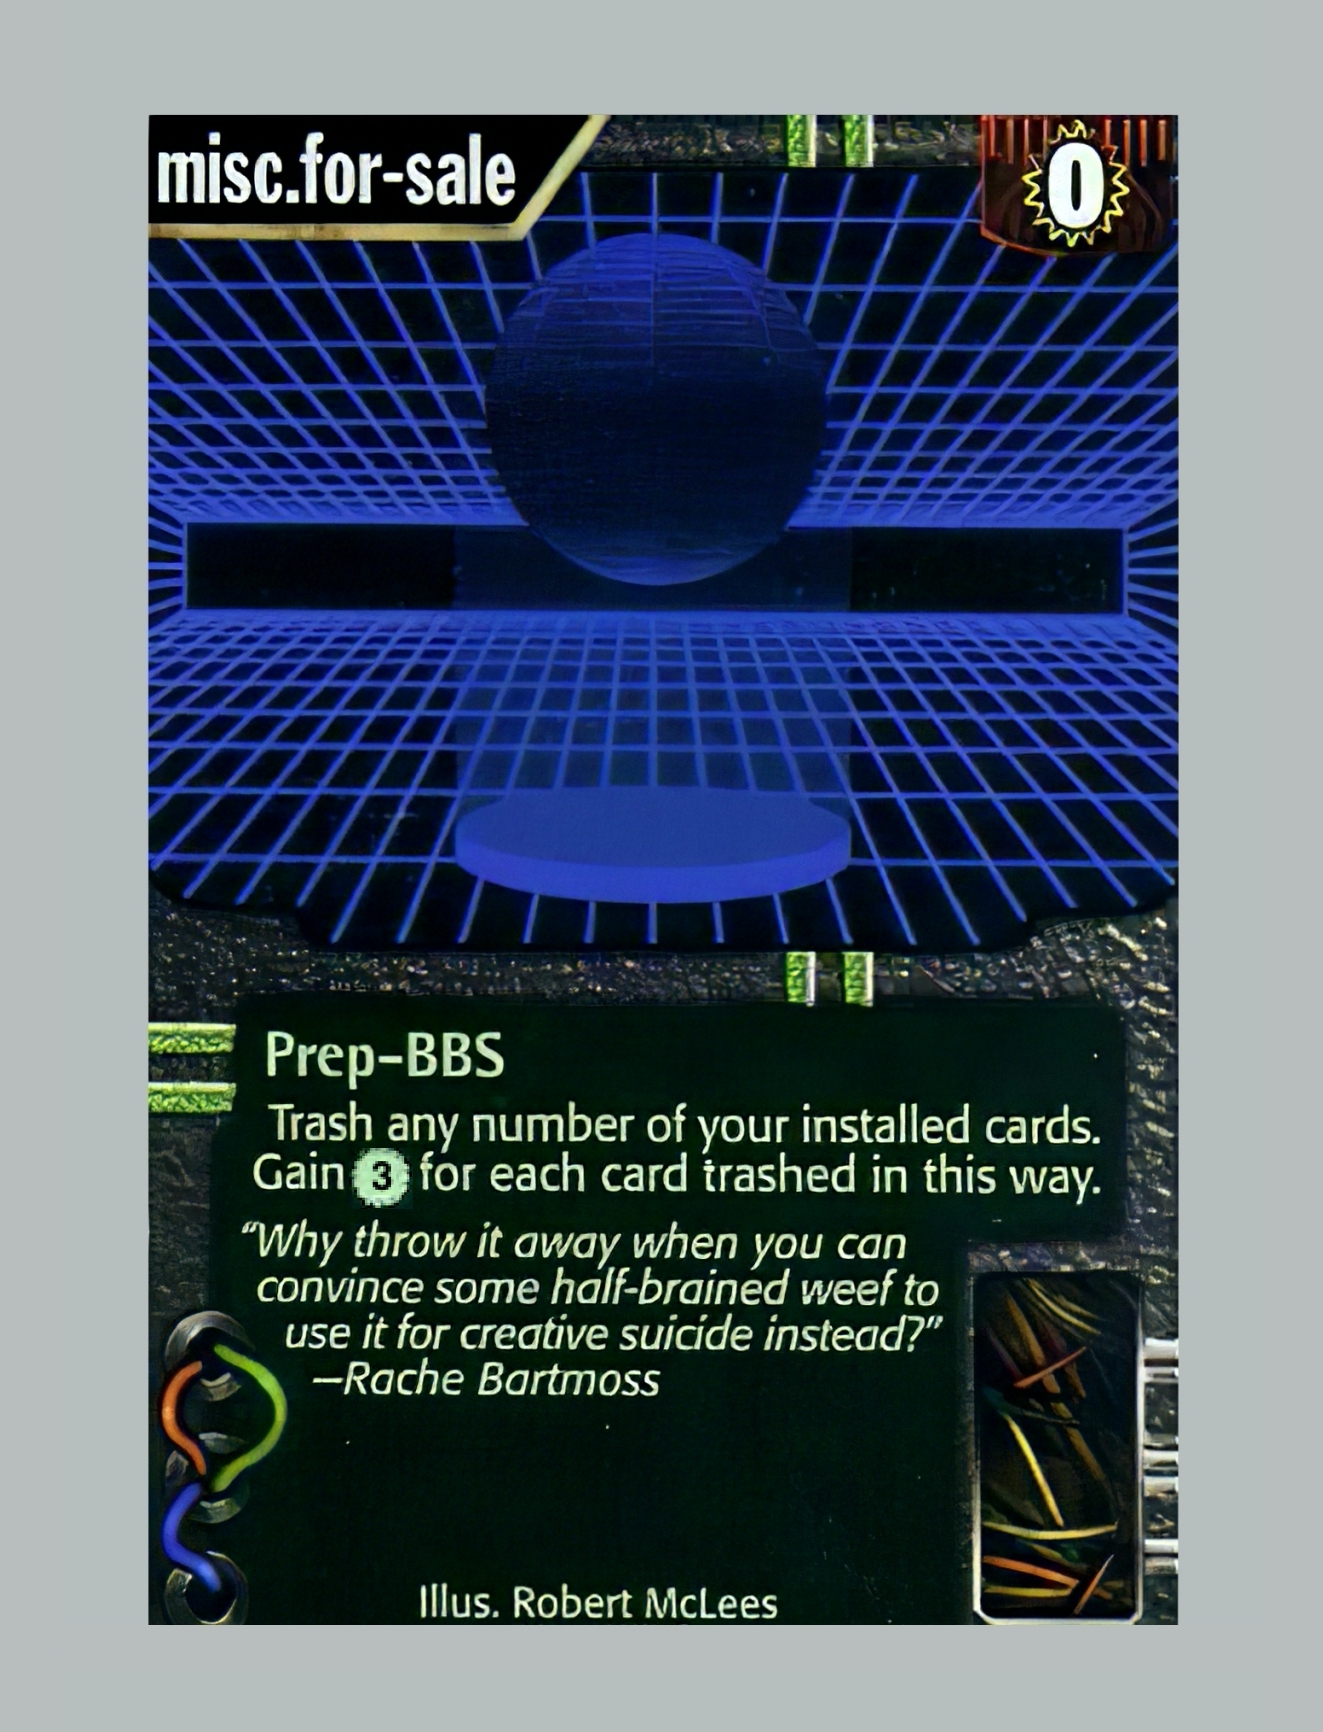 misc.for-sale
0
Prep-BBS
Trash any number of your installed cards.
Gain 3 for each card trashed in this way.
"Why throw it away when you can
convince some half-brained weef to
use it for creative suicide instead?"
—Rache Bartmoss
Illus. Robert McLees